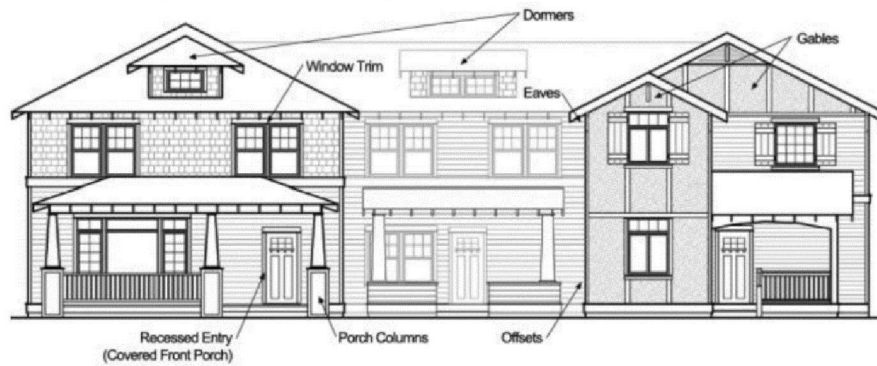 Dormers
Gables
Window Trim
Eaves
Recessed Entry
(Covered Front Porch)
Porch Columns
Offsets